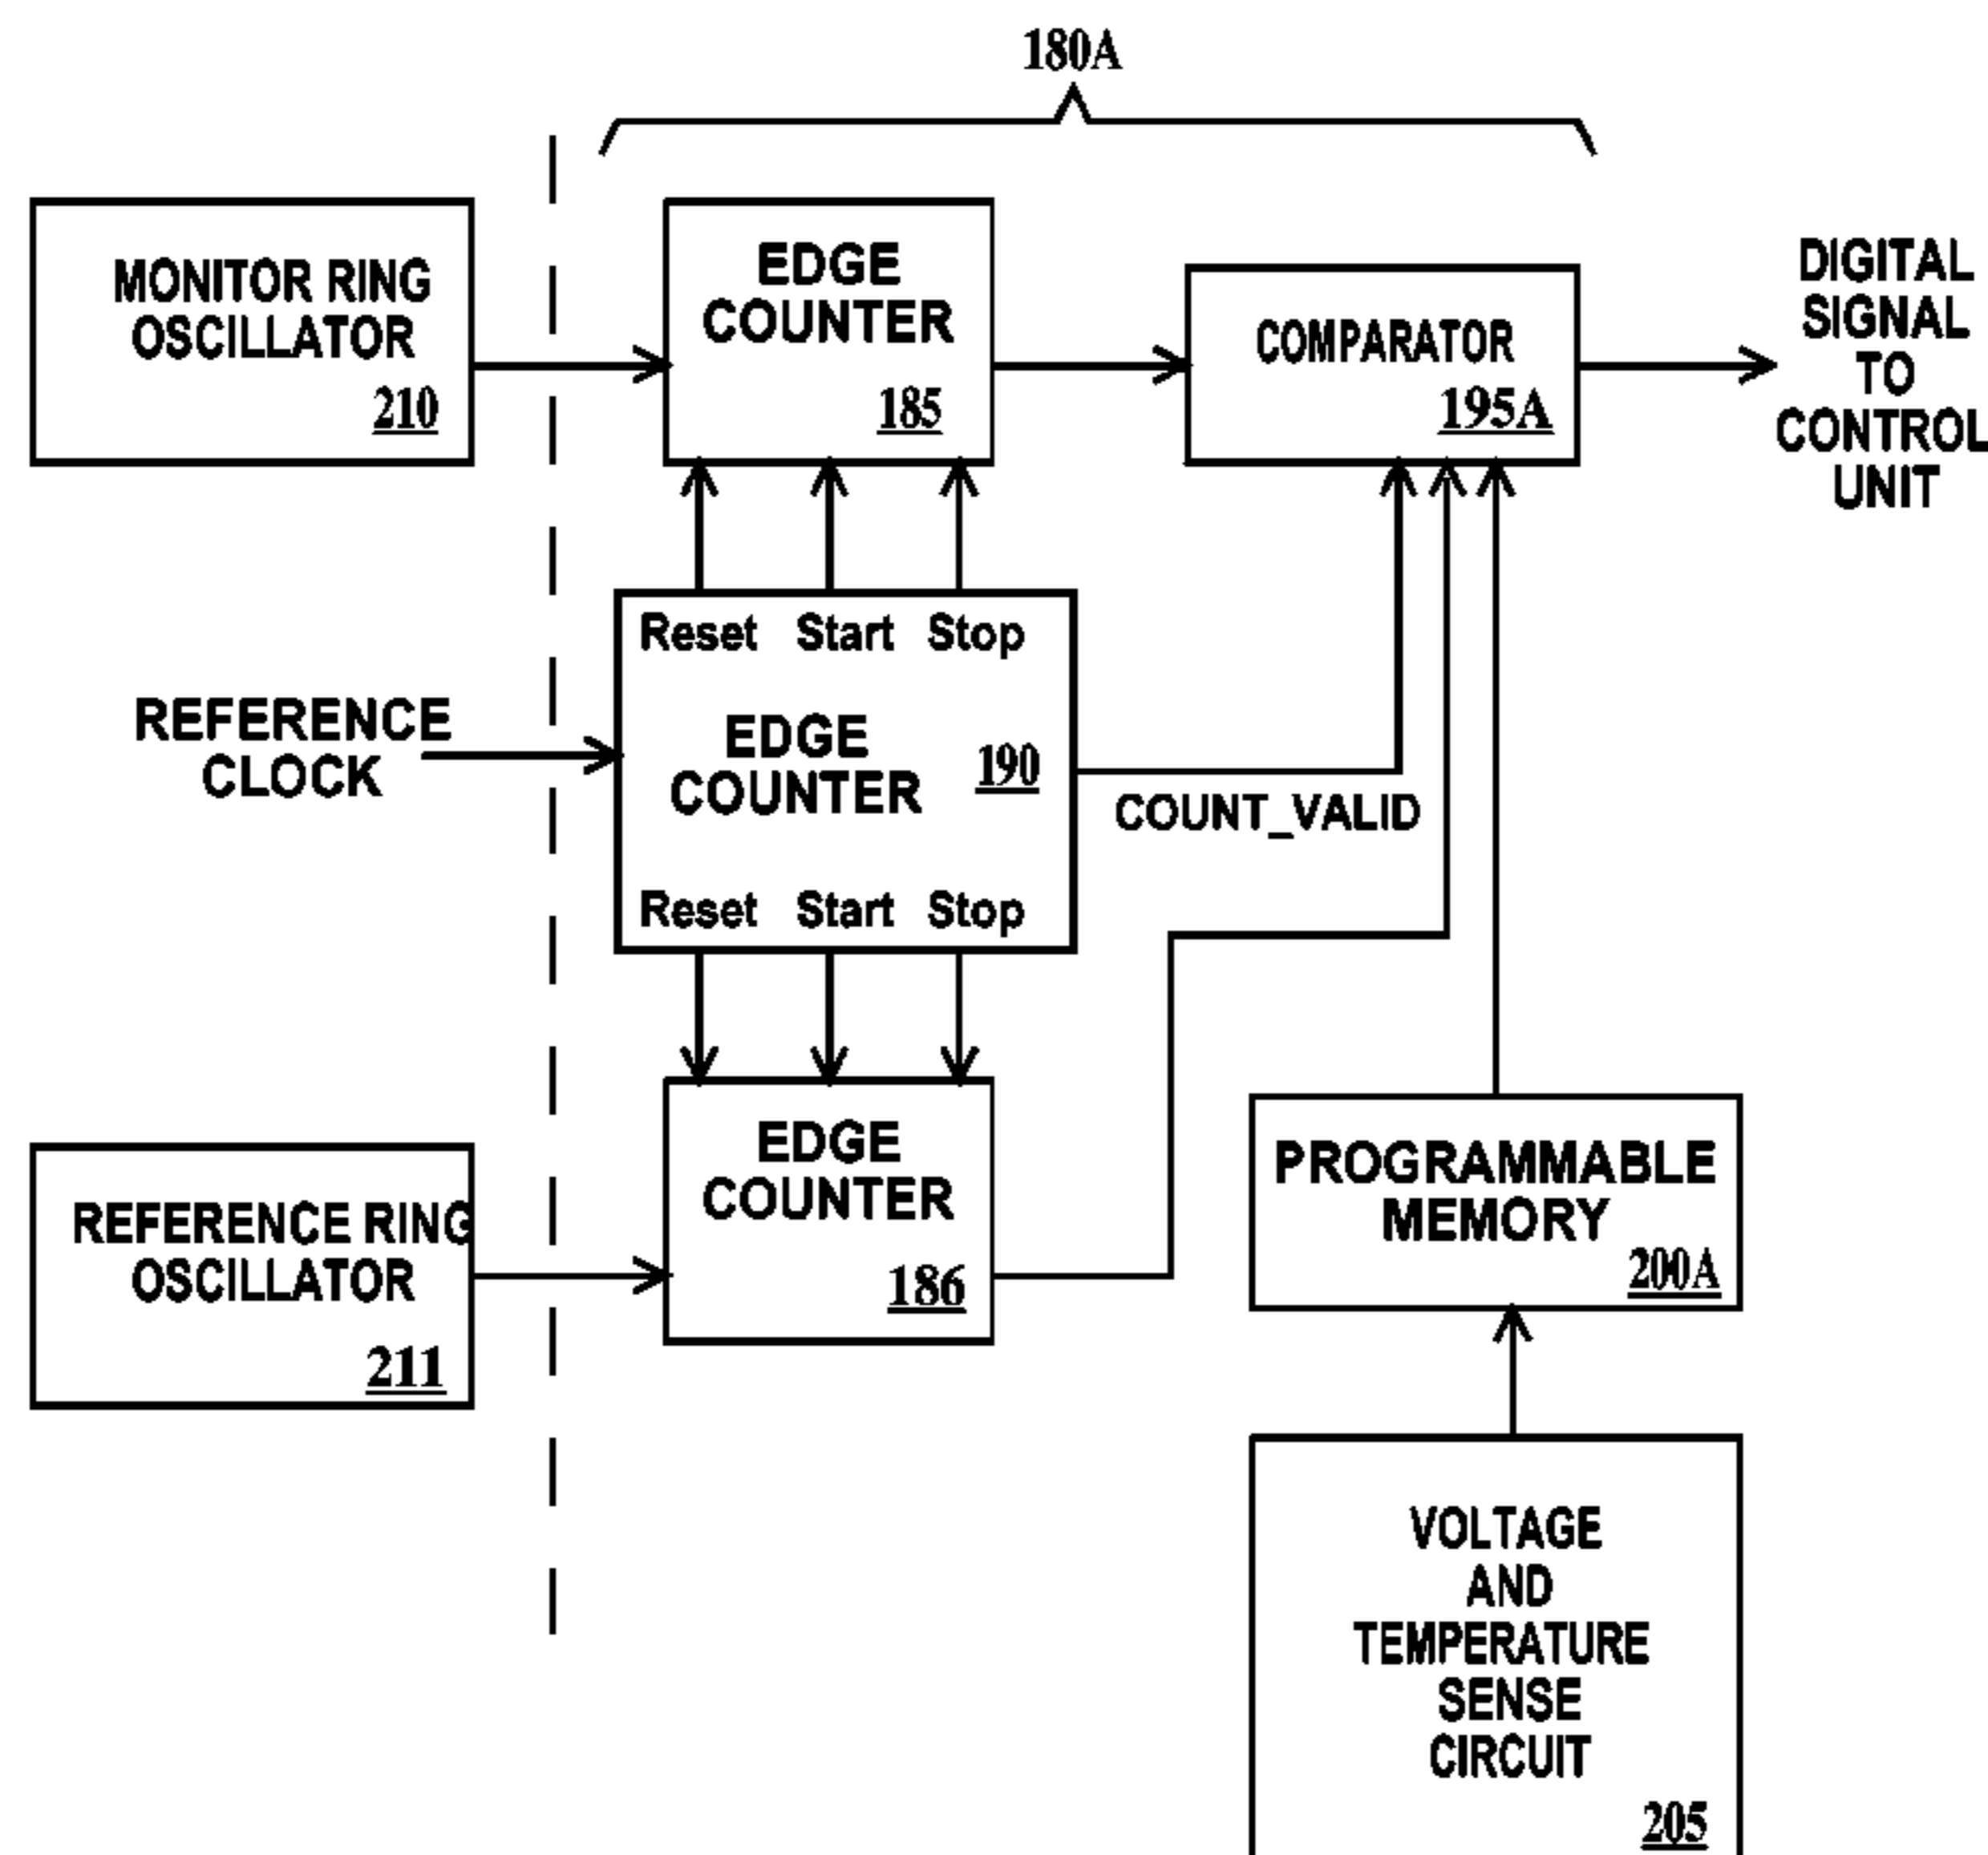 180A
MONITOR RING
OSCILLATOR
210
EDGE
COUNTER
185
COMPARATOR
195A
DIGITAL
SIGNAL
TO
CONTROL
UNIT
Reset Start Stop
REFERENCE
CLOCK
EDGE
COUNTER
190
COUNT_VALID
Reset Start Stop
REFERENCE RING
OSCILLATOR
211
EDGE
COUNTER
186
PROGRAMMABLE
MEMORY
200A
VOLTAGE
AND
TEMPERATURE
SENSE
CIRCUIT
205